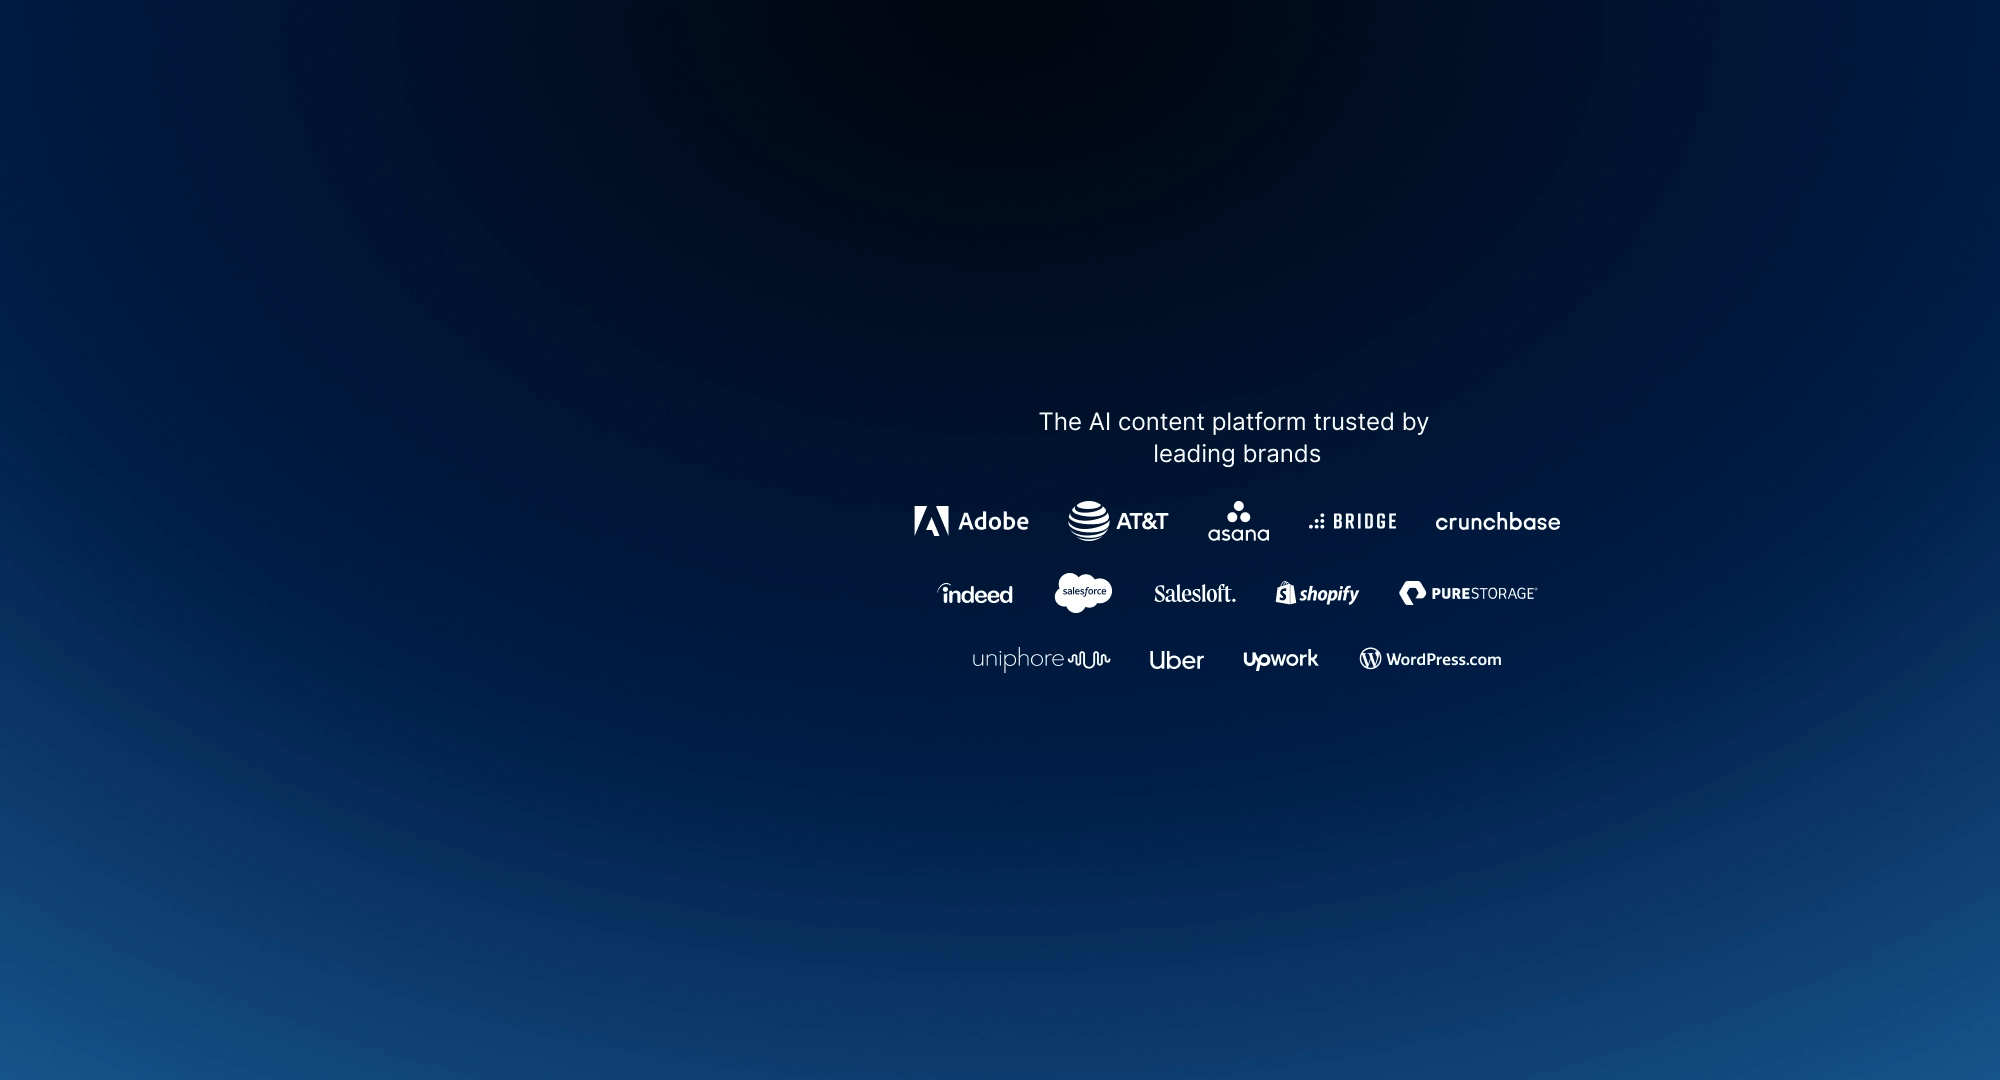 The AI content platform trusted by
leading brands
Adobe AT&T asana BRIDGE crunchbase
indeed salesforce Salesloft. shopify PURESTORAGE®
uniphore Uber upwork WordPress.com